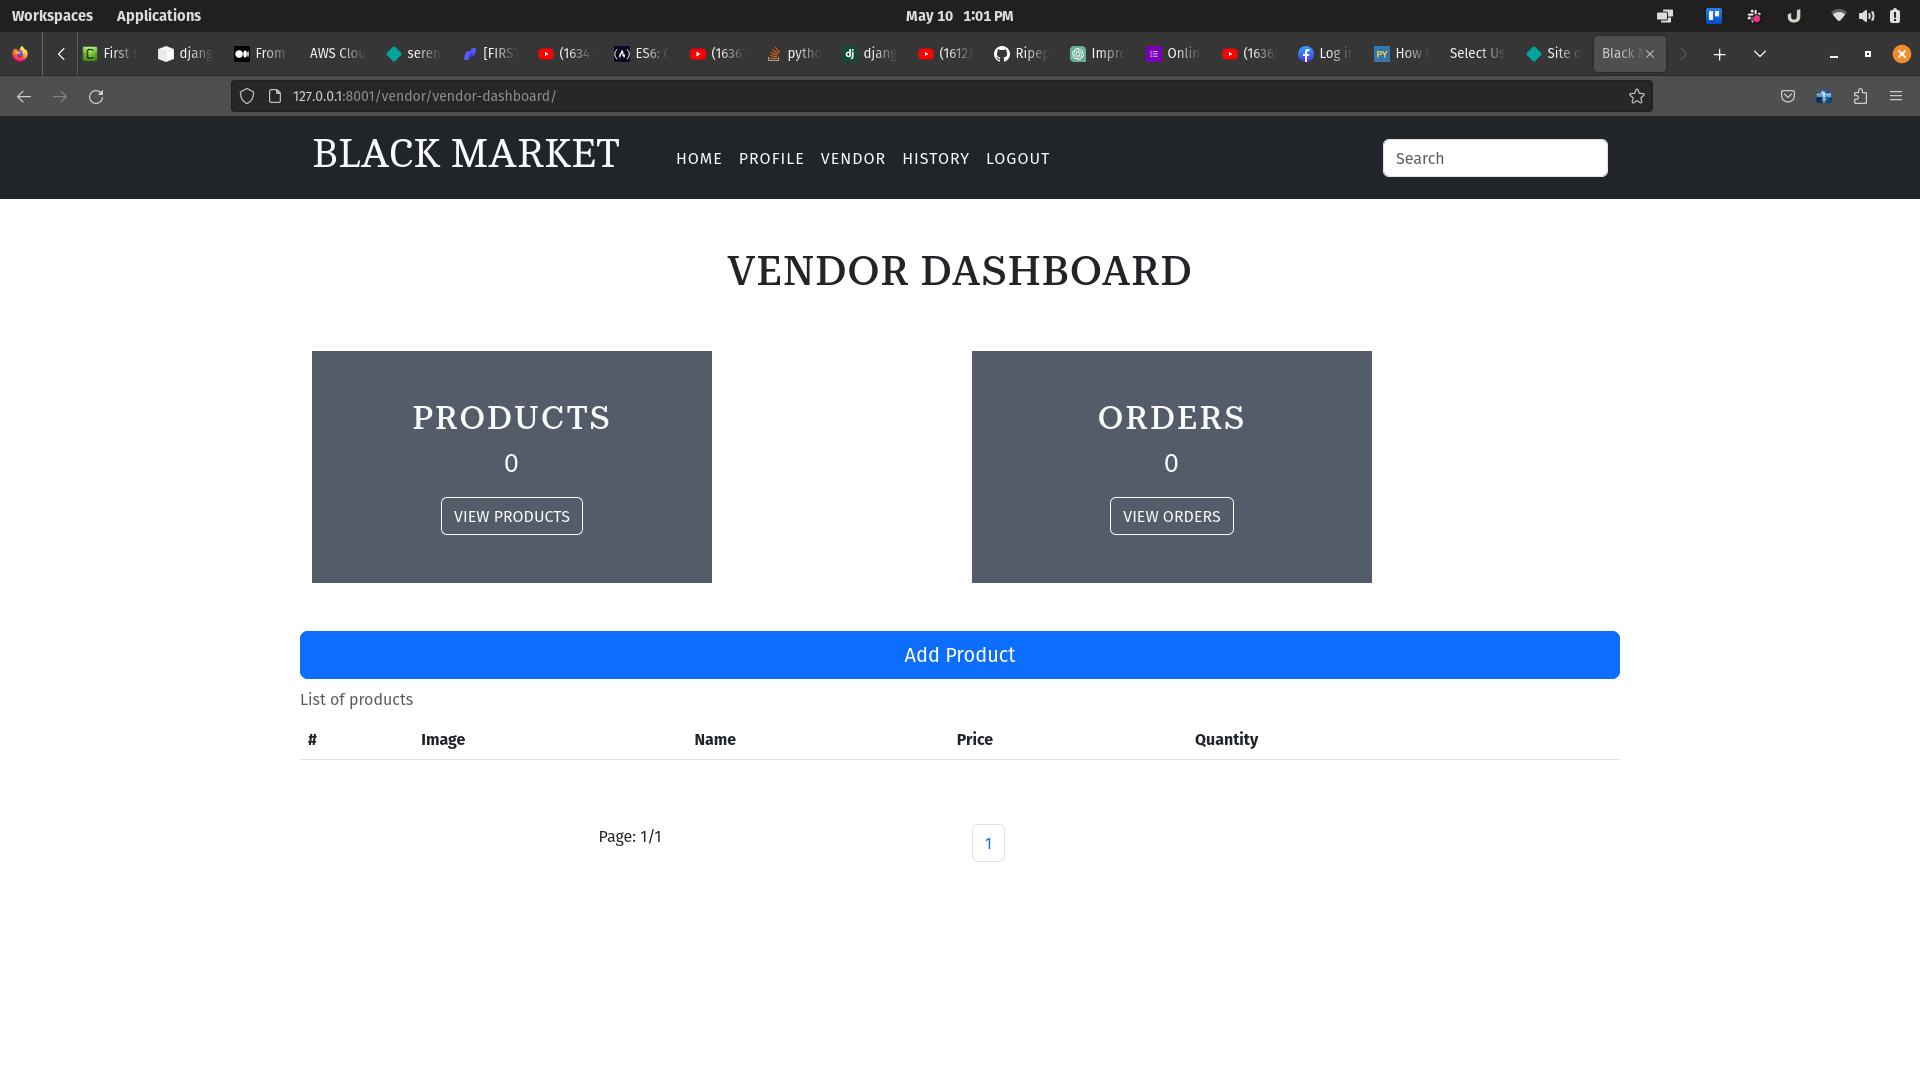 Workspaces Applications May 10 1:01 PM
First djang From AWS Clou seren [FIRS (1634) ES6: C (1636) pytho djang (1612) Ripep Impro Onlin (1636 Log in How t Select Us Site o Black M
127.0.0.1:8001/vendor/vendor-dashboard/
BLACK MARKET HOME PROFILE VENDOR HISTORY LOGOUT Search
VENDOR DASHBOARD
PRODUCTS ORDERS
0 0
VIEW PRODUCTS VIEW ORDERS
Add Product
List of products
# Image Name Price Quantity
Page: 1/1 1